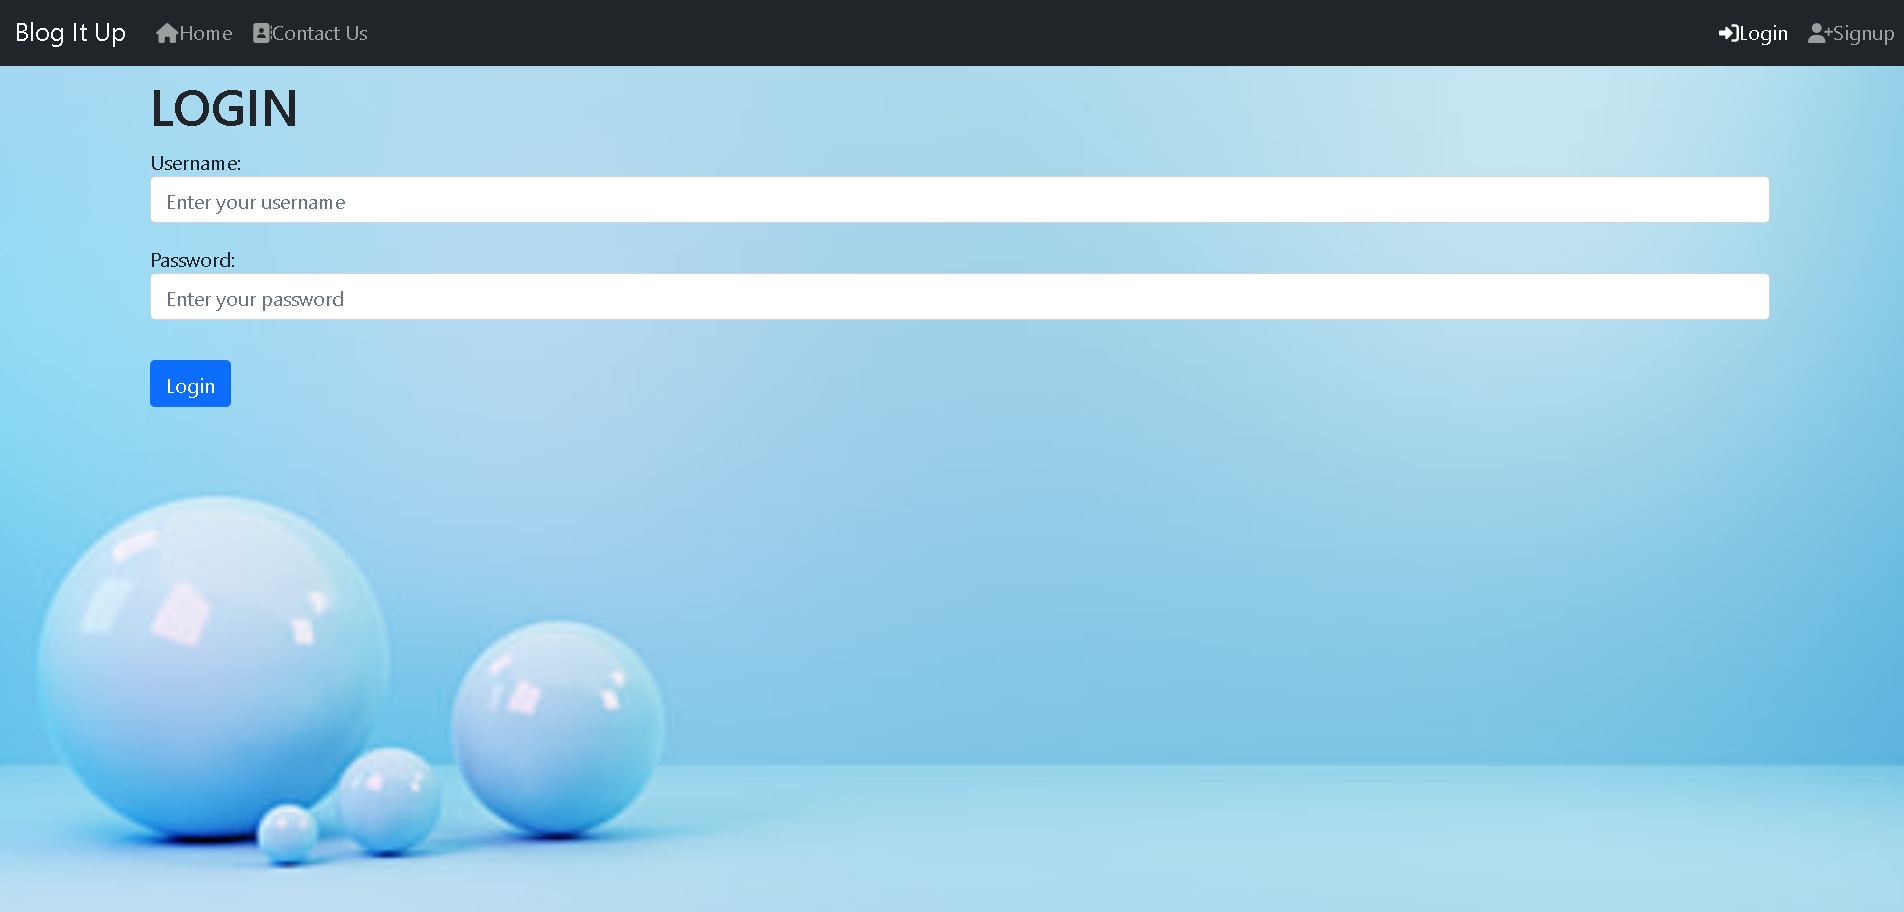 Blog It Up Home Contact Us Login Signup
LOGIN
Username:
Enter your username
Password:
Enter your password
Login